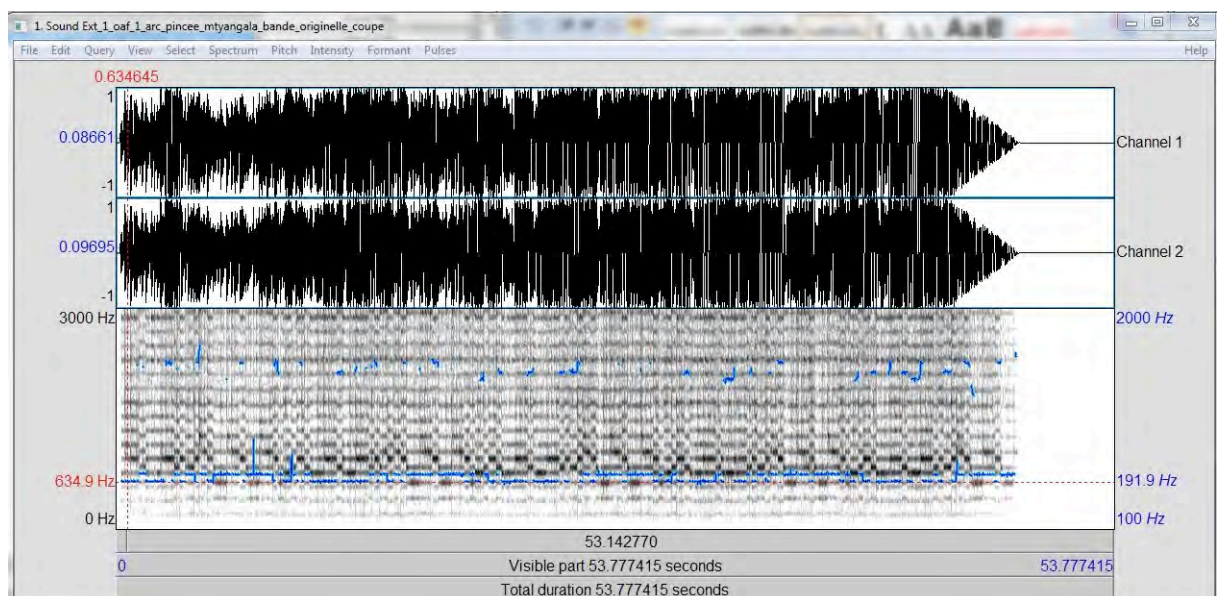 1. Sound Ext_1_oaf_1_arc_pincee_mtyangala_bande_originelle_coupe
File Edit Query View Select Spectrum Pitch Intensity Formant Pulses Help
0.634645
1
0.08661 Channel 1
-1
1
0.09695 Channel 2
-1
3000 Hz 2000 Hz
634.9 Hz 191.9 Hz
0 Hz 100 Hz
53.142770
0 Visible part 53.777415 seconds 53.777415
Total duration 53.777415 seconds